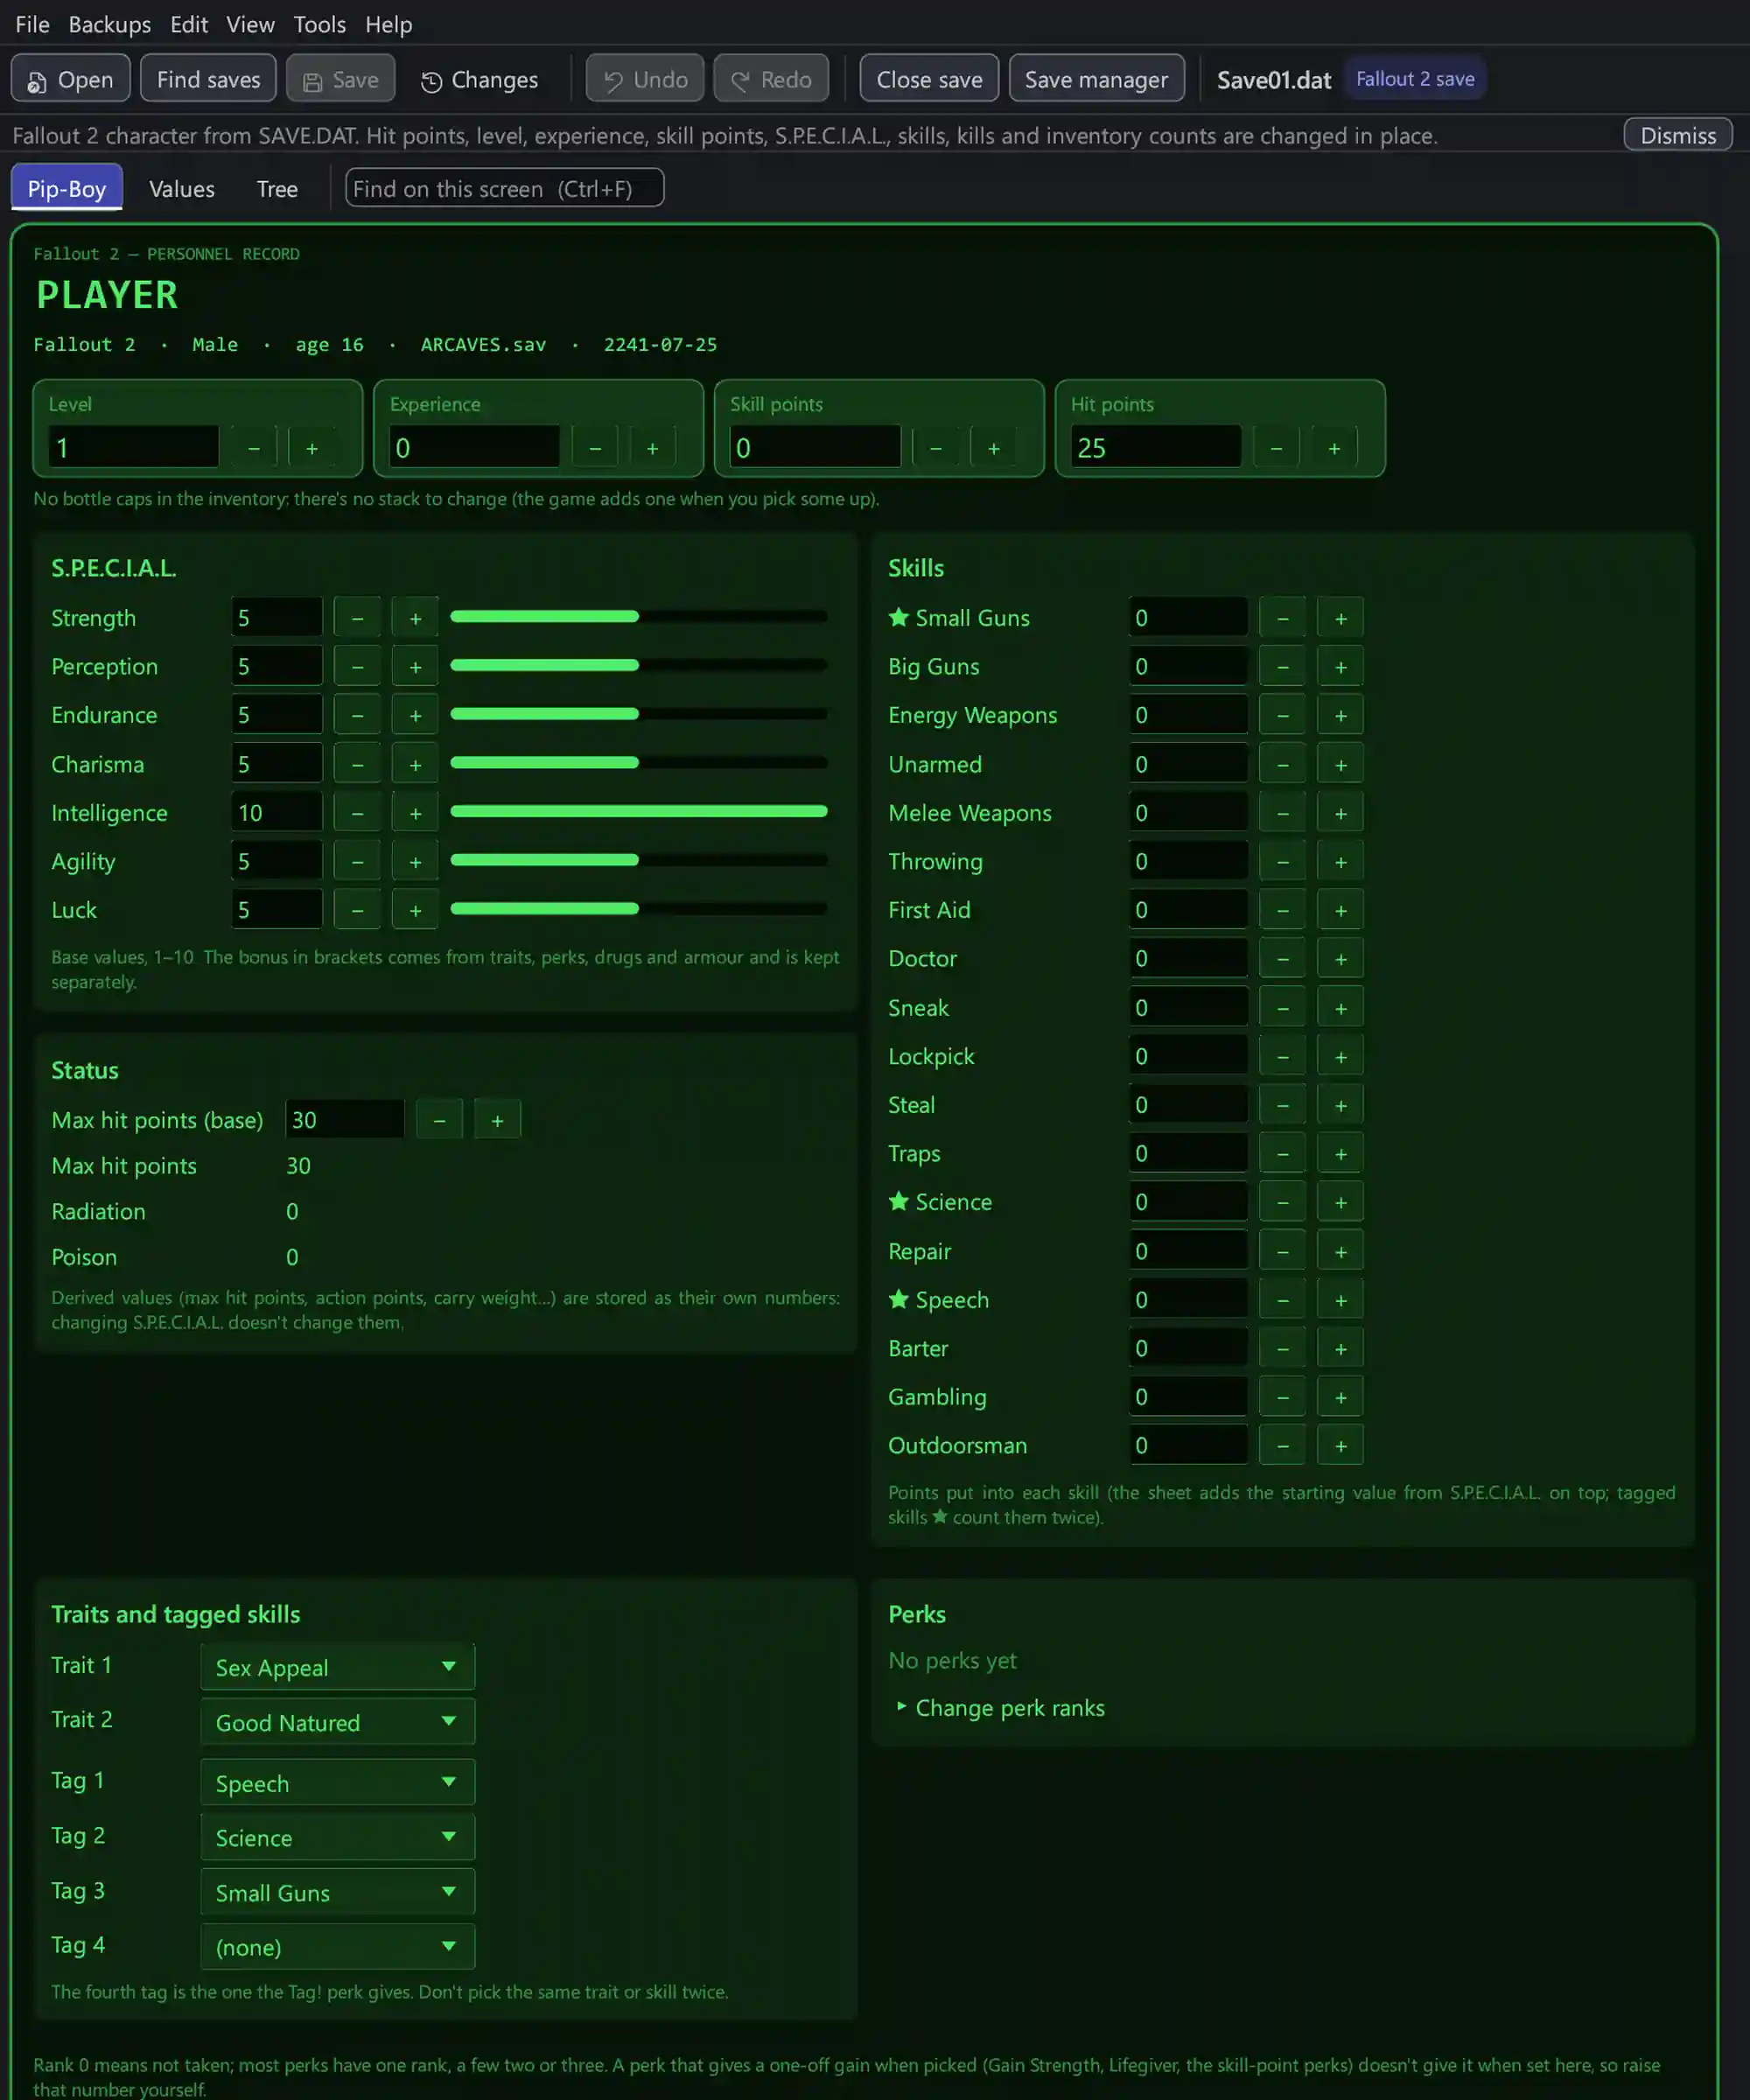 File Backups Edit View Tools Help
Open Find saves Save Changes Undo Redo Close save Save manager Save01.dat Fallout 2 save
Fallout 2 character from SAVE.DAT. Hit points, level, experience, skill points, S.P.E.C.I.A.L., skills, kills and inventory counts are changed in place. Dismiss
Pip-Boy Values Tree Find on this screen (Ctrl+F)
Fallout 2 — PERSONNEL RECORD
PLAYER
Fallout 2 · Male · age 16 · ARCAVES.sav · 2241-07-25
Level Experience Skill points Hit points
1 − + 0 − + 0 − + 25 − +
No bottle caps in the inventory; there's no stack to change (the game adds one when you pick some up).
S.P.E.C.I.A.L.
Strength 5 − +
Perception 5 − +
Endurance 5 − +
Charisma 5 − +
Intelligence 10 − +
Agility 5 − +
Luck 5 − +
Base values, 1–10 The bonus in brackets comes from traits, perks, drugs and armour and is kept
separately.
Status
Max hit points (base) 30 − +
Max hit points 30
Radiation 0
Poison 0
Derived values (max hit points, action points, carry weight...) are stored as their own numbers:
changing S.P.E.C.I.A.L. doesn't change them.
Skills
★ Small Guns 0 − +
Big Guns 0 − +
Energy Weapons 0 − +
Unarmed 0 − +
Melee Weapons 0 − +
Throwing 0 − +
First Aid 0 − +
Doctor 0 − +
Sneak 0 − +
Lockpick 0 − +
Steal 0 − +
Traps 0 − +
★ Science 0 − +
Repair 0 − +
★ Speech 0 − +
Barter 0 − +
Gambling 0 − +
Outdoorsman 0 − +
Points put into each skill (the sheet adds the starting value from S.P.E.C.I.A.L. on top; tagged
skills ★ count them twice).
Traits and tagged skills
Trait 1 Sex Appeal
Trait 2 Good Natured
Tag 1 Speech
Tag 2 Science
Tag 3 Small Guns
Tag 4 (none)
The fourth tag is the one the Tag! perk gives. Don't pick the same trait or skill twice.
Perks
No perks yet
Change perk ranks
Rank 0 means not taken; most perks have one rank, a few two or three. A perk that gives a one-off gain when picked (Gain Strength, Lifegiver, the skill-point perks) doesn't give it when set here, so raise
that number yourself.